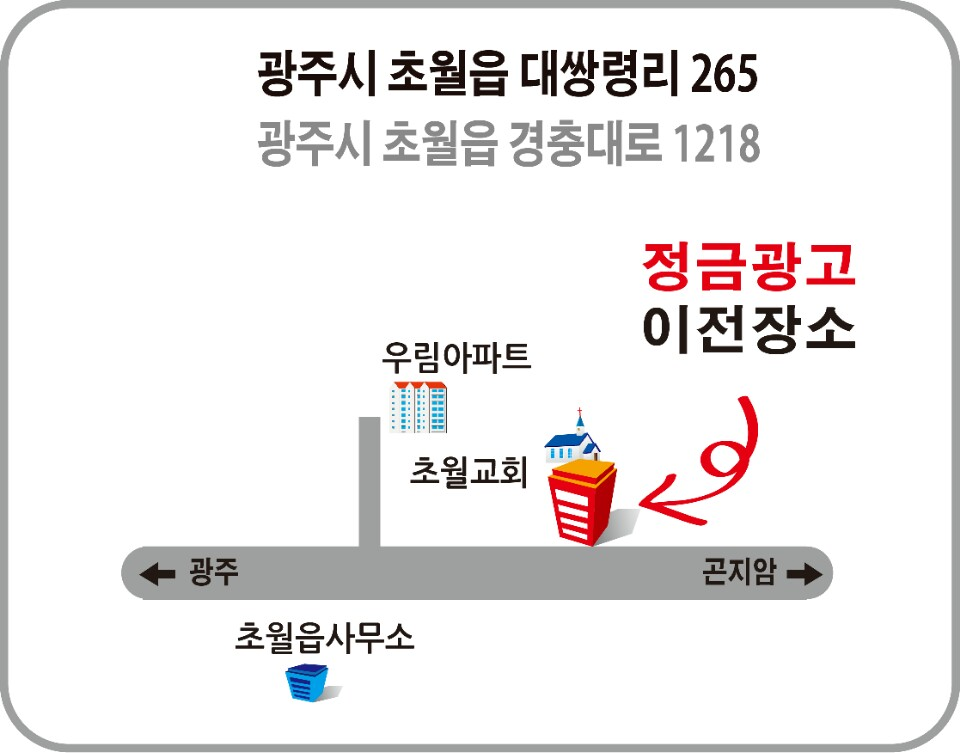 광주시 초월읍 대쌍령리 265
광주시 초월읍 경충대로 1218
정금광고
이전장소
우림아파트
초월교회
← 광주
곤지암 →
초월읍사무소